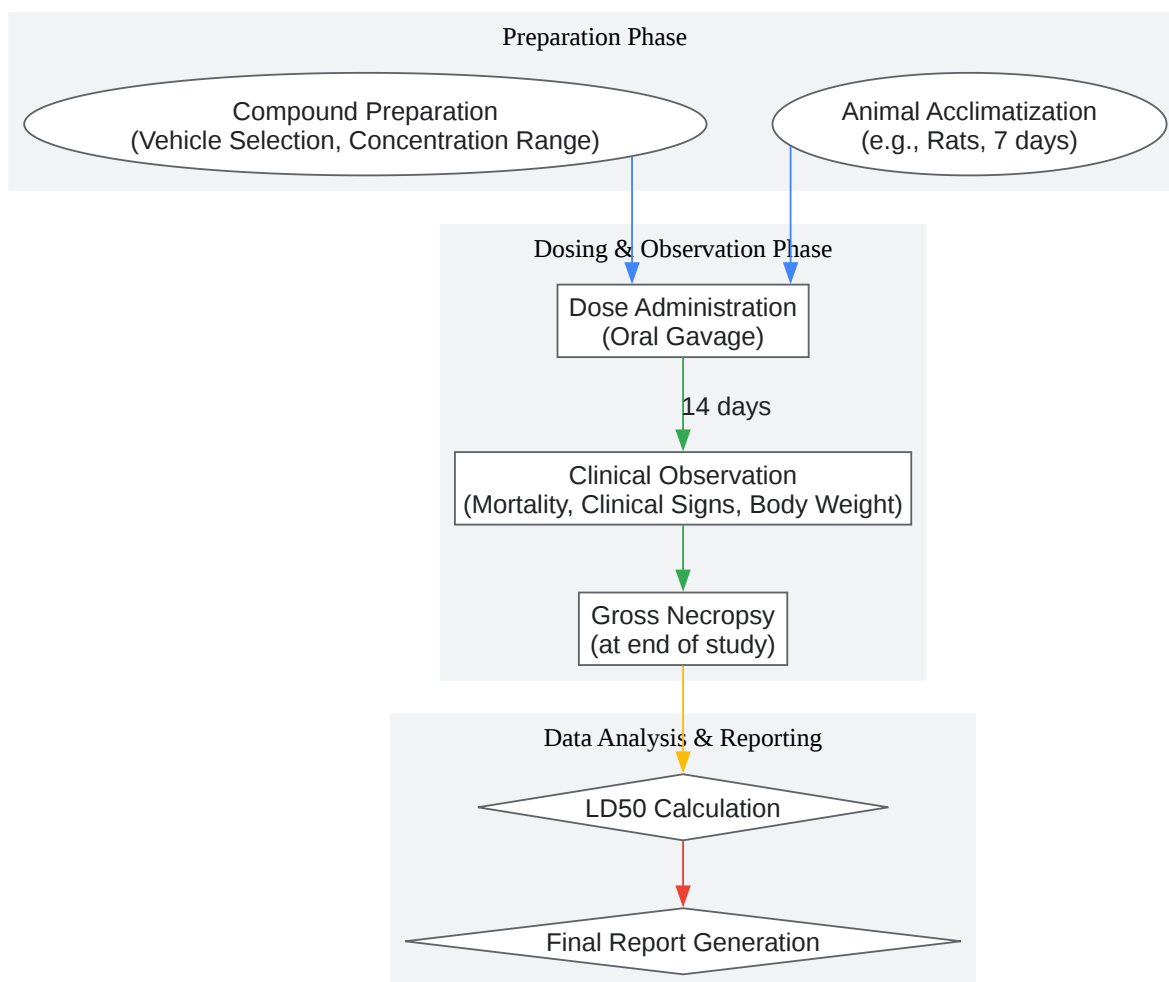 Preparation Phase
Compound Preparation
(Vehicle Selection, Concentration Range)
Animal Acclimatization
(e.g., Rats, 7 days)
Dosing & Observation Phase
Dose Administration
(Oral Gavage)
14 days
Clinical Observation
(Mortality, Clinical Signs, Body Weight)
Gross Necropsy
(at end of study)
Data Analysis & Reporting
LD50 Calculation
Final Report Generation